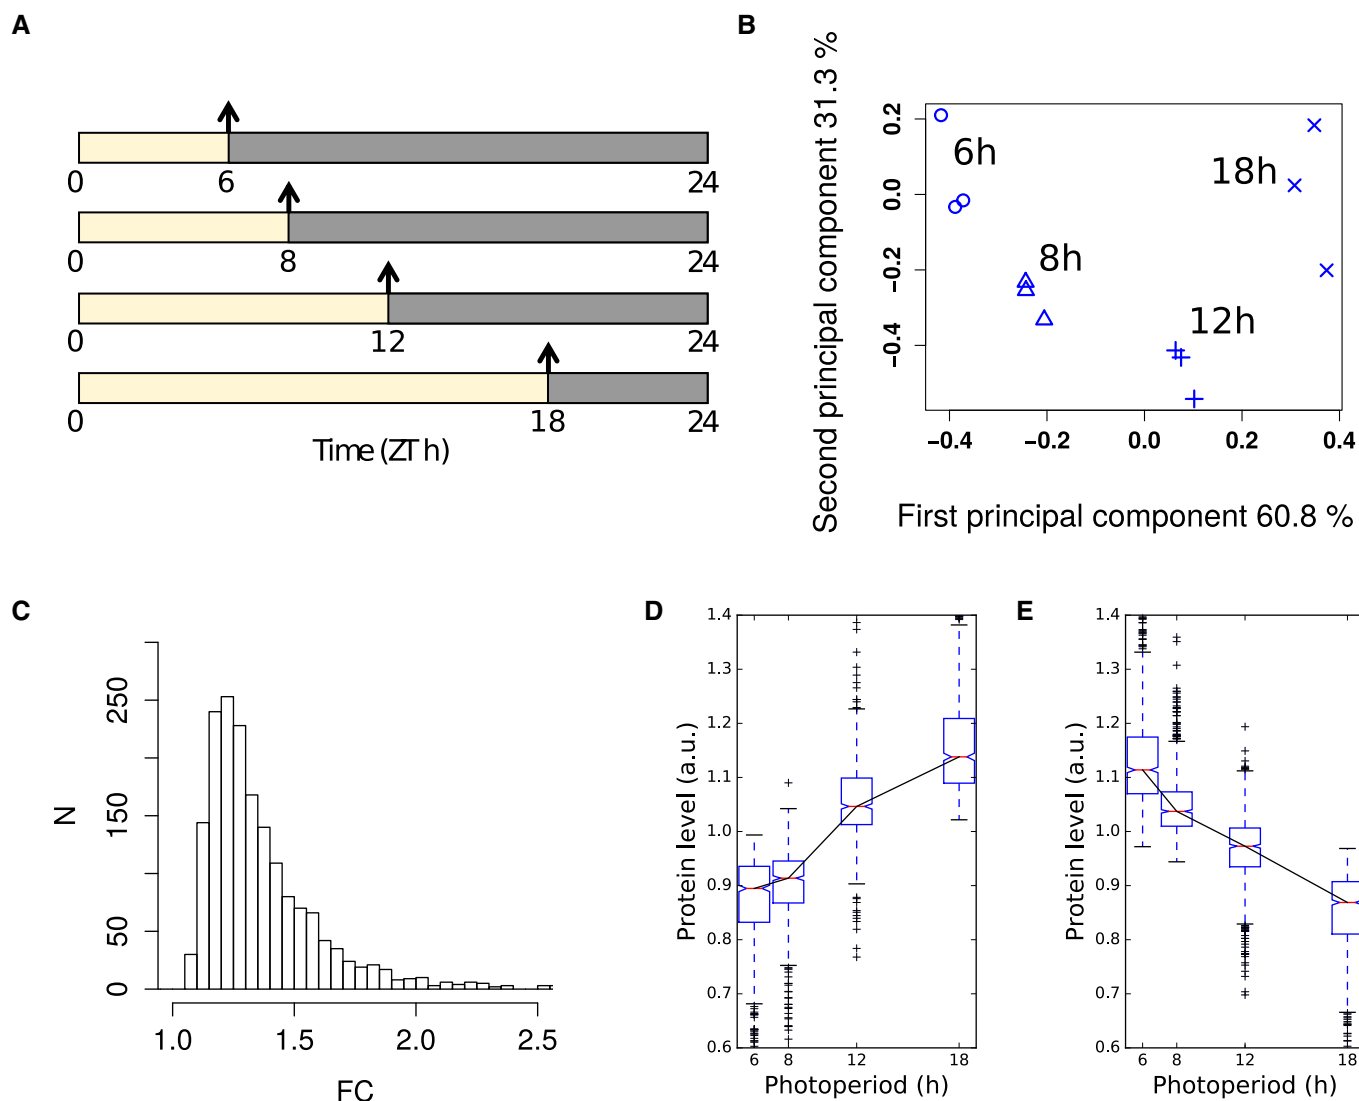 A
0 6 24
0 8 24
0 12 24
0 18 24
Time (ZT h)
B
Second principal component 31.3 %
0.2
0.0
−0.2
−0.4
6h
8h
12h
18h
−0.4 −0.2 0.0 0.2 0.4
First principal component 60.8 %
C
N
250
150
50
0
1.0 1.5 2.0 2.5
FC
D
Protein level (a.u.)
1.4
1.3
1.2
1.1
1.0
0.9
0.8
0.7
0.6
6 8 12 18
Photoperiod (h)
E
Protein level (a.u.)
1.4
1.3
1.2
1.1
1.0
0.9
0.8
0.7
0.6
6 8 12 18
Photoperiod (h)